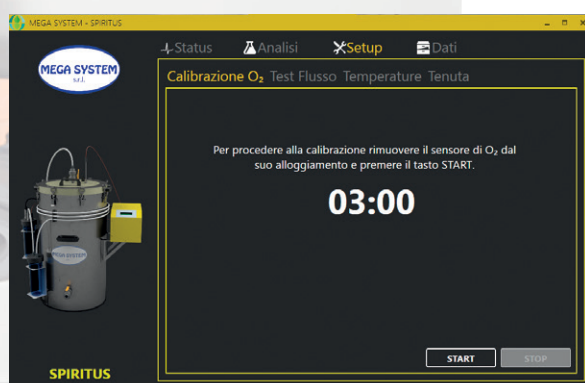 MEGA SYSTEM - SPIRITUS
Status Analisi Setup Dati
MEGA SYSTEM
s.r.l.
Calibrazione O₂ Test Flusso Temperature Tenuta
Per procedere alla calibrazione rimuovere il sensore di O₂ dal
suo alloggiamento e premere il tasto START.
03:00
MEGA SYSTEM
START STOP
SPIRITUS